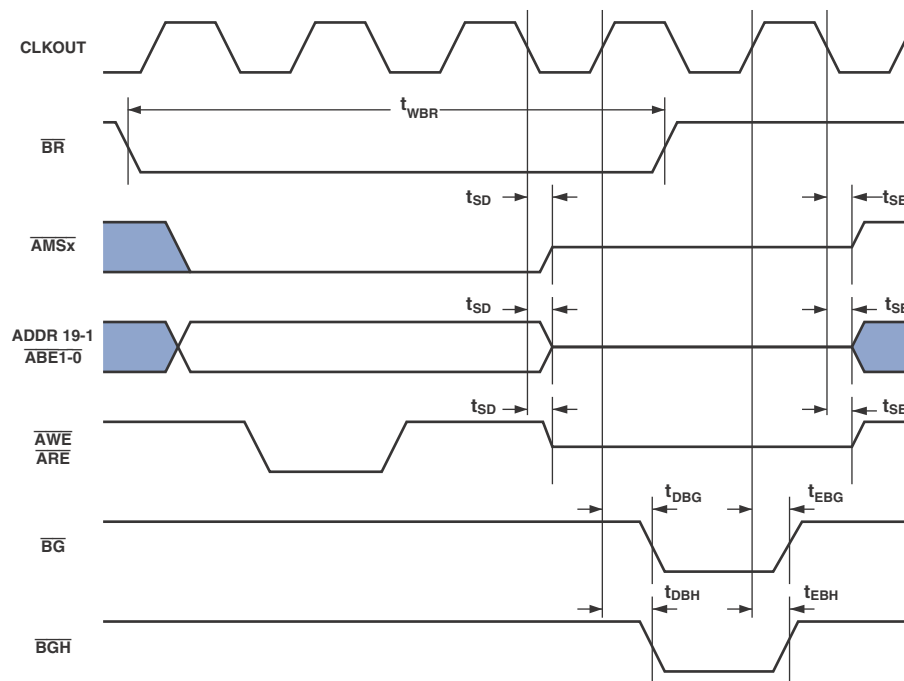 CLKOUT
tWBR
BR
tSD
tSE
AMSx
tSD
tSE
ADDR 19-1
ABE1-0
tSD
tSE
AWE
ARE
tDBG
tEBG
BG
tDBH
tEBH
BGH